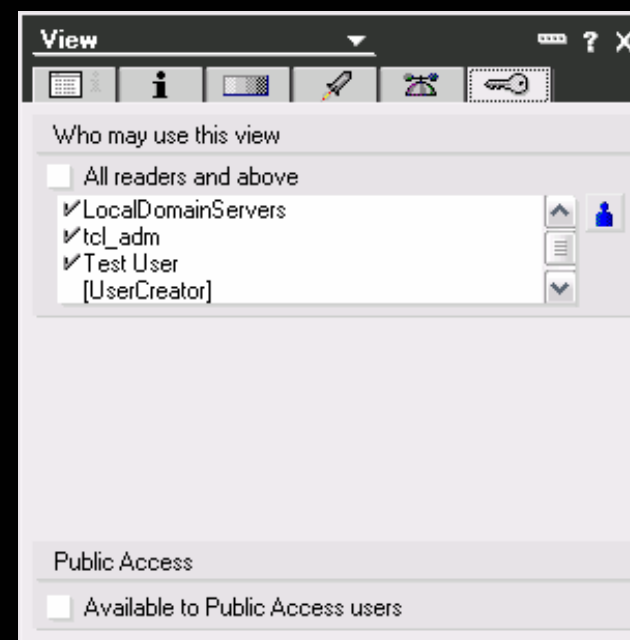 View
? X
i
Who may use this view
All readers and above
LocalDomainServers
tcl_adm
Test User
[UserCreator]
Public Access
Available to Public Access users